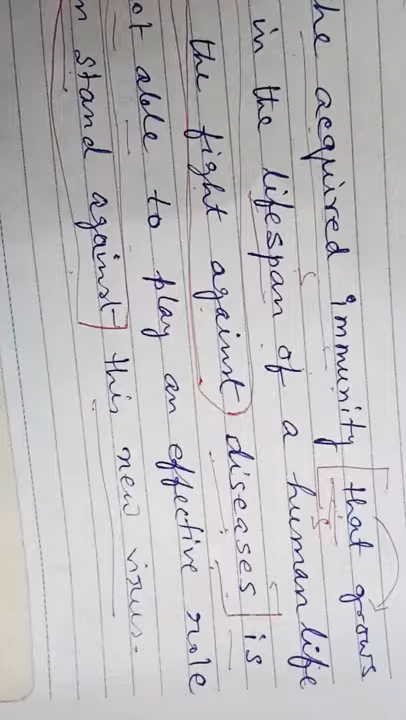 he acquired immunity that grows
in the lifespan of a human life
the fight against diseases is
ot able to play an effective role
n stand against this new virus.